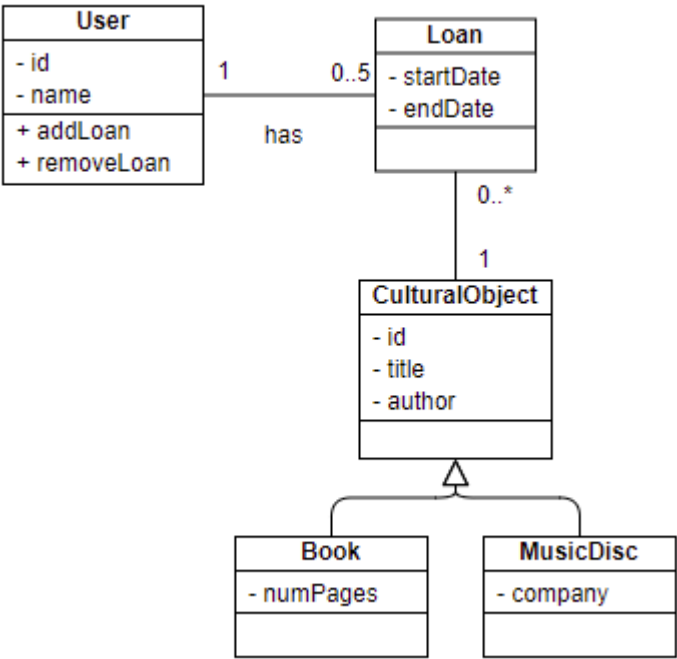 User
- id
- name
+ addLoan
+ removeLoan
1
0..5
has
Loan
- startDate
- endDate
0..*
1
CulturalObject
- id
- title
- author
Book
- numPages
MusicDisc
- company